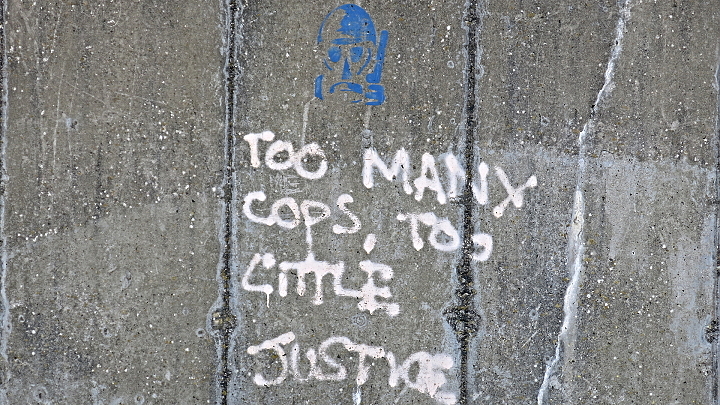 TOO MANY
COPS, TOO
LITTLE
JUSTICE